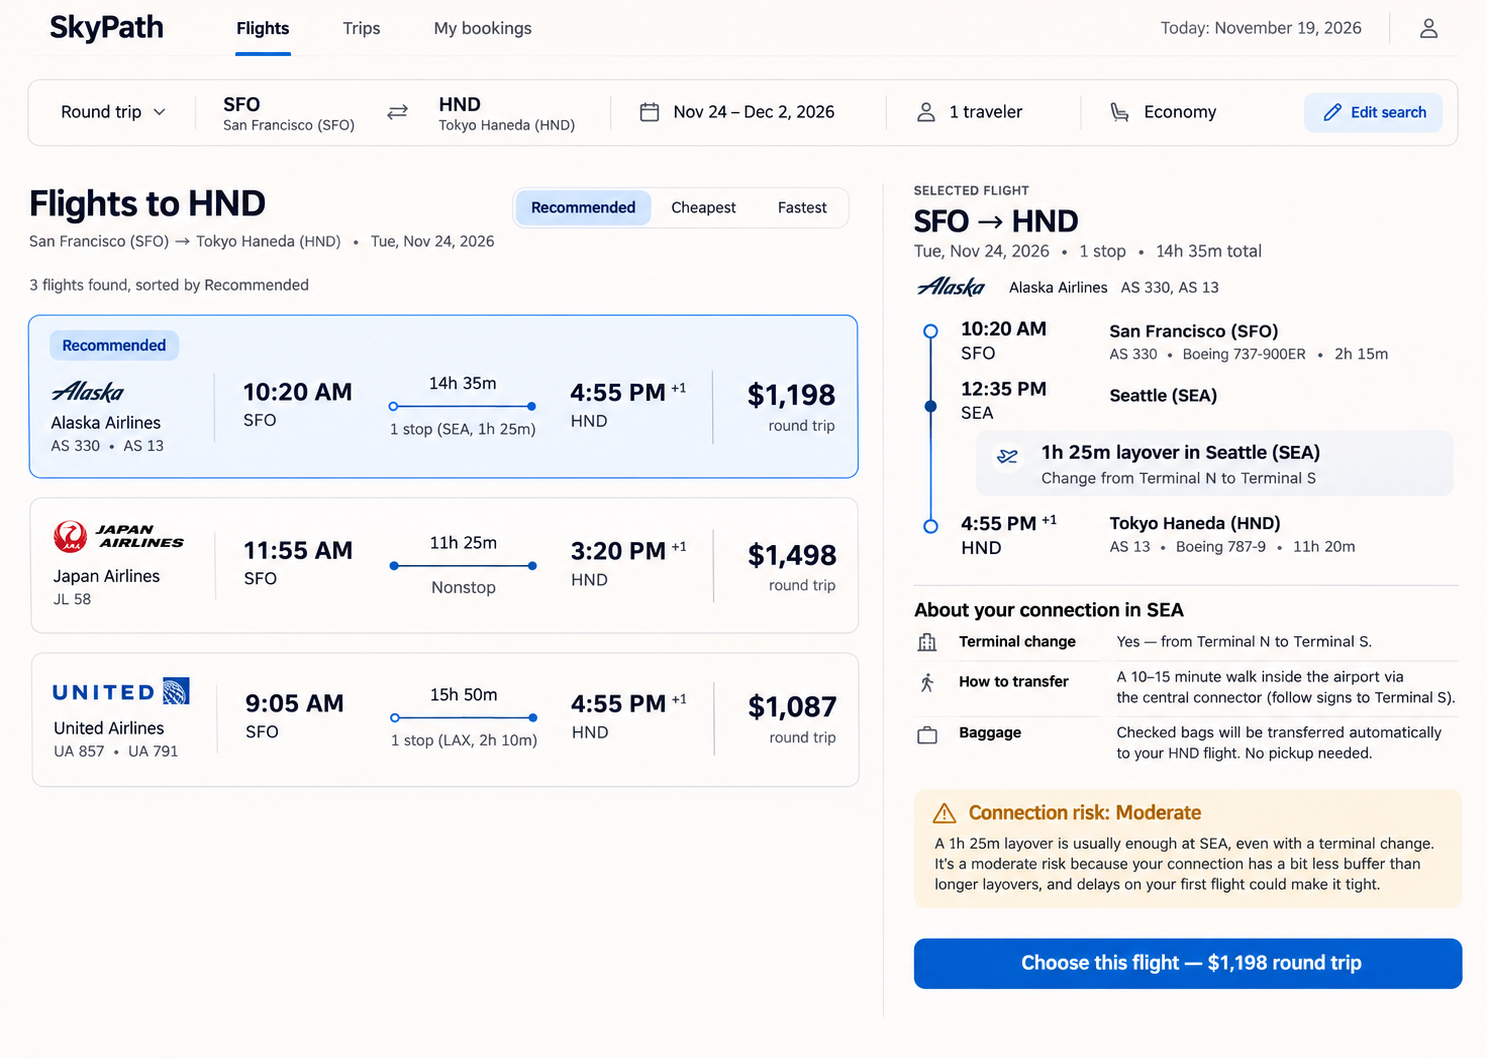 SkyPath
Flights
Trips
My bookings
Today: November 19, 2026
Round trip
SFO
San Francisco (SFO)
HND
Tokyo Haneda (HND)
Nov 24 – Dec 2, 2026
1 traveler
Economy
Edit search
Flights to HND
San Francisco (SFO) → Tokyo Haneda (HND) • Tue, Nov 24, 2026
Recommended
Cheapest
Fastest
3 flights found, sorted by Recommended
Recommended
Alaska
Alaska Airlines
AS 330 • AS 13
10:20 AM
SFO
14h 35m
1 stop (SEA, 1h 25m)
4:55 PM +1
HND
$1,198
round trip
JAPAN
AIRLINES
JAL
Japan Airlines
JL 58
11:55 AM
SFO
11h 25m
Nonstop
3:20 PM +1
HND
$1,498
round trip
UNITED
United Airlines
UA 857 • UA 791
9:05 AM
SFO
15h 50m
1 stop (LAX, 2h 10m)
4:55 PM +1
HND
$1,087
round trip
SELECTED FLIGHT
SFO → HND
Tue, Nov 24, 2026 • 1 stop • 14h 35m total
Alaska
Alaska Airlines AS 330, AS 13
10:20 AM
SFO
San Francisco (SFO)
AS 330 • Boeing 737-900ER • 2h 15m
12:35 PM
SEA
Seattle (SEA)
1h 25m layover in Seattle (SEA)
Change from Terminal N to Terminal S
4:55 PM +1
HND
Tokyo Haneda (HND)
AS 13 • Boeing 787-9 • 11h 20m
About your connection in SEA
Terminal change
Yes — from Terminal N to Terminal S.
How to transfer
A 10–15 minute walk inside the airport via
the central connector (follow signs to Terminal S).
Baggage
Checked bags will be transferred automatically
to your HND flight. No pickup needed.
Connection risk: Moderate
A 1h 25m layover is usually enough at SEA, even with a terminal change.
It's a moderate risk because your connection has a bit less buffer than
longer layovers, and delays on your first flight could make it tight.
Choose this flight — $1,198 round trip